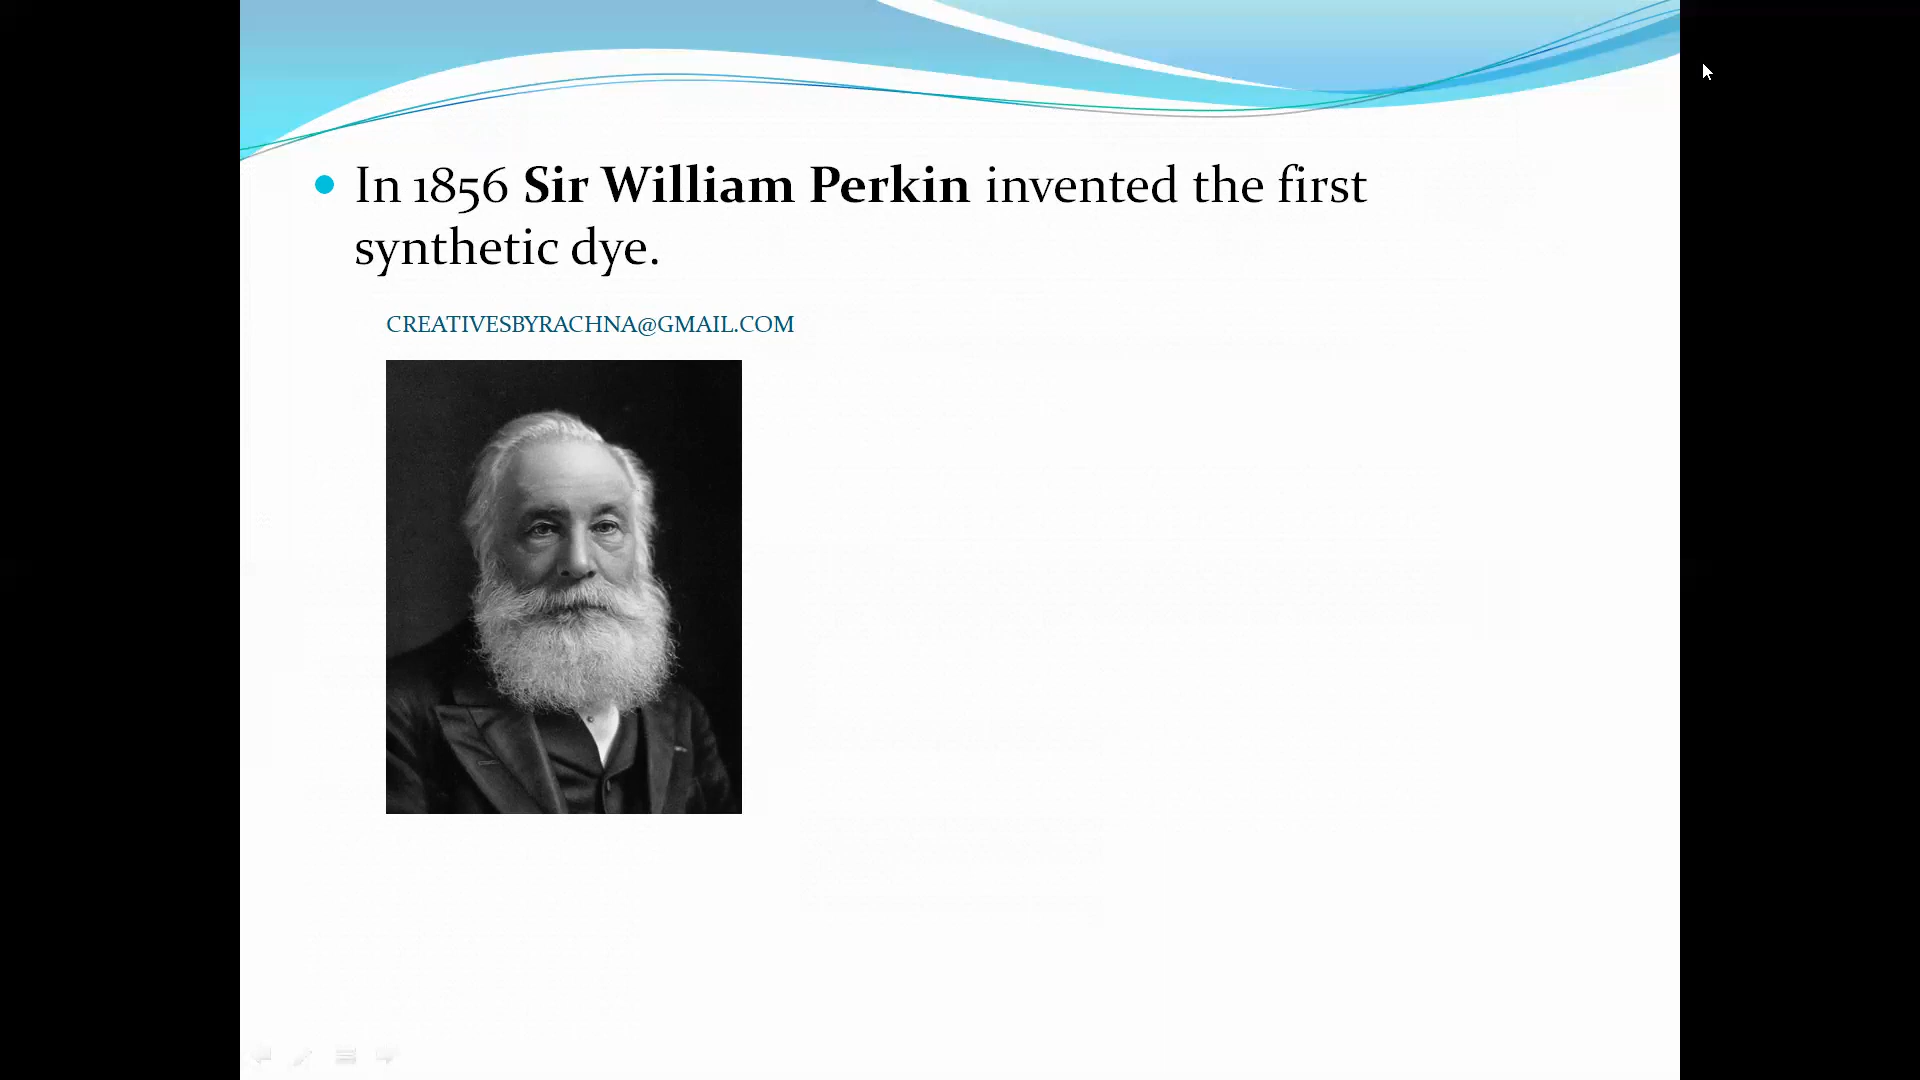 In 1856 Sir William Perkin invented the first
synthetic dye.
CREATIVESBYRACHNA@GMAIL.COM